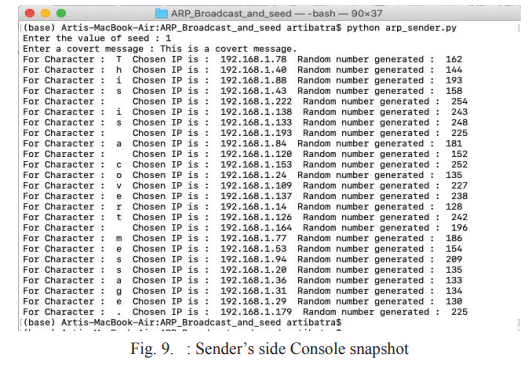 ARP_Broadcast_and_seed — -bash — 90×37
(base) Artis-MacBook-Air:ARP_Broadcast_and_seed artibatra$ python arp_sender.py
Enter the value of seed : 1
Enter a covert message : This is a covert message.
For Character : T Chosen IP is : 192.168.1.78 Random number generated : 162
For Character : h Chosen IP is : 192.168.1.40 Random number generated : 144
For Character : i Chosen IP is : 192.168.1.88 Random number generated : 193
For Character : s Chosen IP is : 192.168.1.43 Random number generated : 158
For Character :   Chosen IP is : 192.168.1.222 Random number generated : 254
For Character : i Chosen IP is : 192.168.1.138 Random number generated : 243
For Character : s Chosen IP is : 192.168.1.133 Random number generated : 248
For Character :   Chosen IP is : 192.168.1.193 Random number generated : 225
For Character : a Chosen IP is : 192.168.1.84 Random number generated : 181
For Character :   Chosen IP is : 192.168.1.120 Random number generated : 152
For Character : c Chosen IP is : 192.168.1.153 Random number generated : 252
For Character : o Chosen IP is : 192.168.1.24 Random number generated : 135
For Character : v Chosen IP is : 192.168.1.109 Random number generated : 227
For Character : e Chosen IP is : 192.168.1.137 Random number generated : 238
For Character : r Chosen IP is : 192.168.1.14 Random number generated : 128
For Character : t Chosen IP is : 192.168.1.126 Random number generated : 242
For Character :   Chosen IP is : 192.168.1.164 Random number generated : 196
For Character : m Chosen IP is : 192.168.1.77 Random number generated : 186
For Character : e Chosen IP is : 192.168.1.53 Random number generated : 154
For Character : s Chosen IP is : 192.168.1.94 Random number generated : 209
For Character : s Chosen IP is : 192.168.1.20 Random number generated : 135
For Character : a Chosen IP is : 192.168.1.36 Random number generated : 133
For Character : g Chosen IP is : 192.168.1.31 Random number generated : 134
For Character : e Chosen IP is : 192.168.1.29 Random number generated : 130
For Character : . Chosen IP is : 192.168.1.179 Random number generated : 225
(base) Artis-MacBook-Air:ARP_Broadcast_and_seed artibatra$
Fig. 9. : Sender's side Console snapshot